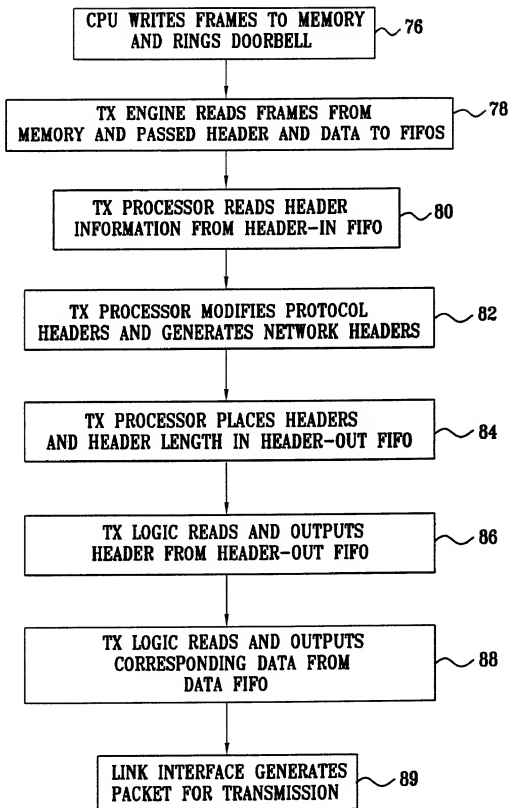 CPU WRITES FRAMES TO MEMORY
AND RINGS DOORBELL
76
TX ENGINE READS FRAMES FROM
MEMORY AND PASSED HEADER AND DATA TO FIFOS
78
TX PROCESSOR READS HEADER
INFORMATION FROM HEADER-IN FIFO
80
TX PROCESSOR MODIFIES PROTOCOL
HEADERS AND GENERATES NETWORK HEADERS
82
TX PROCESSOR PLACES HEADERS
AND HEADER LENGTH IN HEADER-OUT FIFO
84
TX LOGIC READS AND OUTPUTS
HEADER FROM HEADER-OUT FIFO
86
TX LOGIC READS AND OUTPUTS
CORRESPONDING DATA FROM
DATA FIFO
88
LINK INTERFACE GENERATES
PACKET FOR TRANSMISSION
89